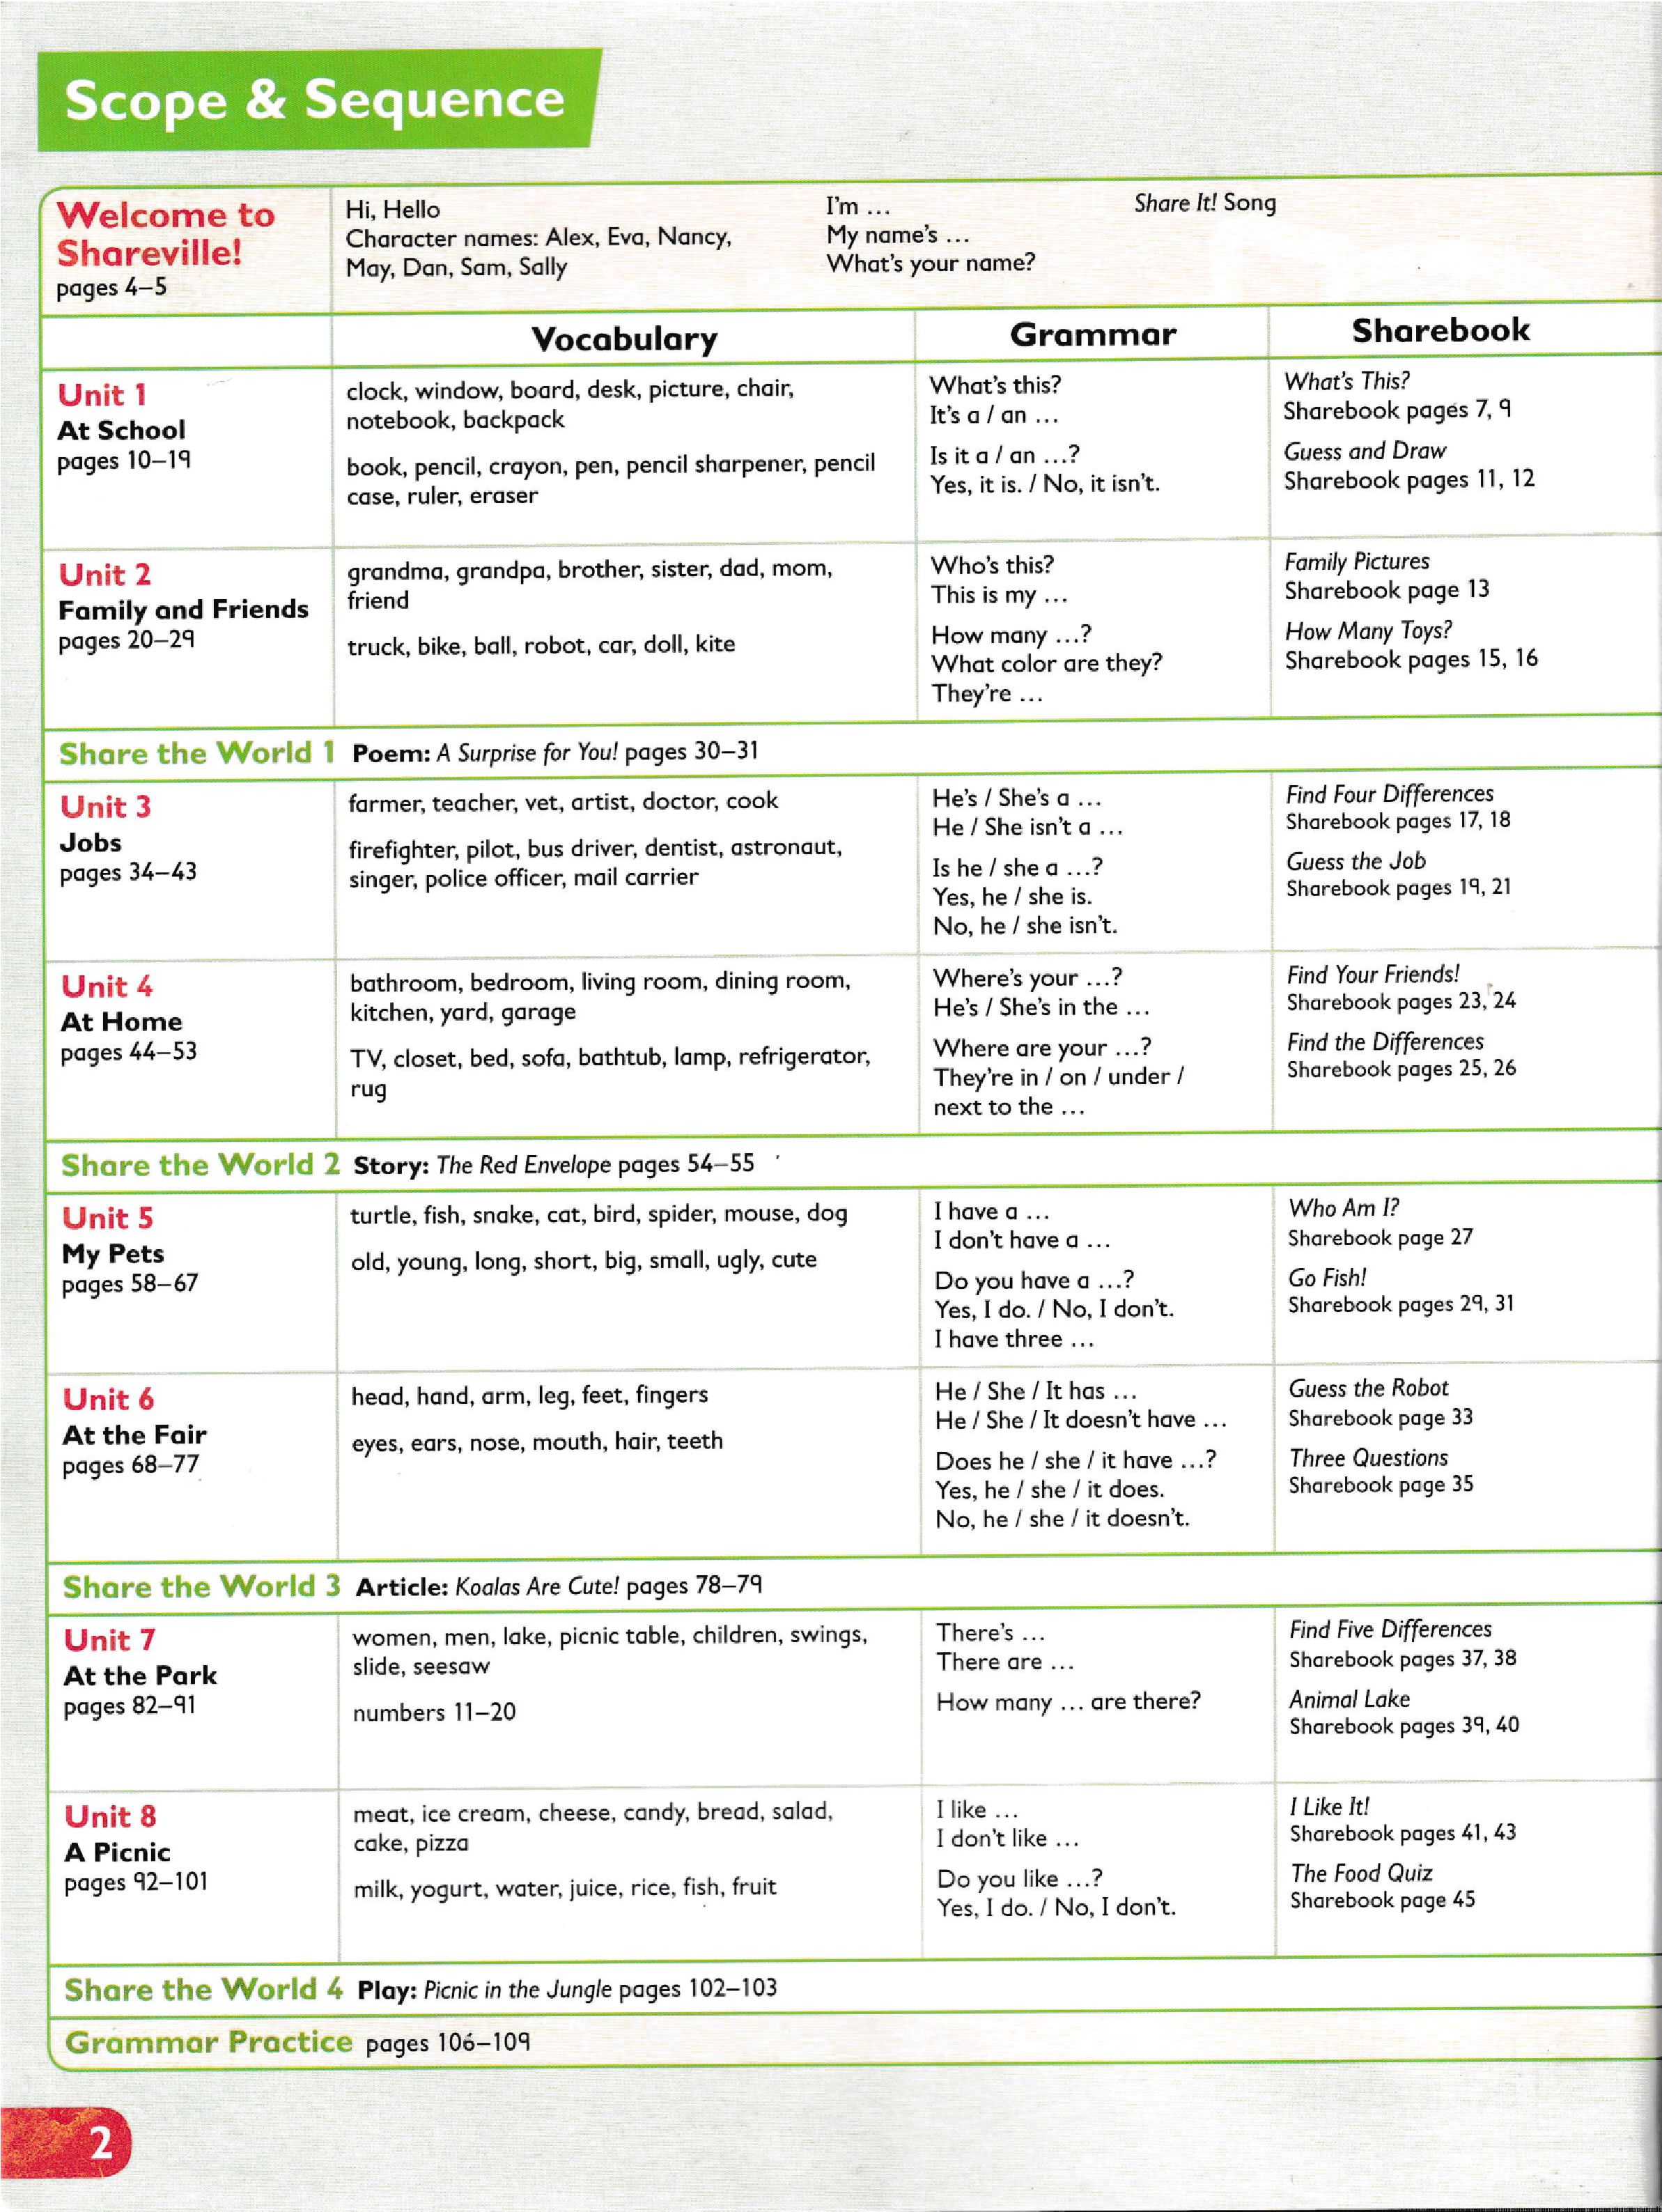 Scope & Sequence
Welcome to
Shareville!
pages 4–5
Hi, Hello
Character names: Alex, Eva, Nancy,
May, Dan, Sam, Sally
I'm ...
My name's ...
What's your name?
Share It! Song
Vocabulary
Grammar
Sharebook
Unit 1
At School
pages 10–19
clock, window, board, desk, picture, chair,
notebook, backpack
book, pencil, crayon, pen, pencil sharpener, pencil
case, ruler, eraser
What's this?
It's a / an ...
Is it a / an ...?
Yes, it is. / No, it isn't.
What's This?
Sharebook pages 7, 9
Guess and Draw
Sharebook pages 11, 12
Unit 2
Family and Friends
pages 20–29
grandma, grandpa, brother, sister, dad, mom,
friend
truck, bike, ball, robot, car, doll, kite
Who's this?
This is my ...
How many ...?
What color are they?
They're ...
Family Pictures
Sharebook page 13
How Many Toys?
Sharebook pages 15, 16
Share the World 1 Poem: A Surprise for You! pages 30–31
Unit 3
Jobs
pages 34–43
farmer, teacher, vet, artist, doctor, cook
firefighter, pilot, bus driver, dentist, astronaut,
singer, police officer, mail carrier
He's / She's a ...
He / She isn't a ...
Is he / she a ...?
Yes, he / she is.
No, he / she isn't.
Find Four Differences
Sharebook pages 17, 18
Guess the Job
Sharebook pages 19, 21
Unit 4
At Home
pages 44–53
bathroom, bedroom, living room, dining room,
kitchen, yard, garage
TV, closet, bed, sofa, bathtub, lamp, refrigerator,
rug
Where's your ...?
He's / She's in the ...
Where are your ...?
They're in / on / under /
next to the ...
Find Your Friends!
Sharebook pages 23, 24
Find the Differences
Sharebook pages 25, 26
Share the World 2 Story: The Red Envelope pages 54–55
Unit 5
My Pets
pages 58–67
turtle, fish, snake, cat, bird, spider, mouse, dog
old, young, long, short, big, small, ugly, cute
I have a ...
I don't have a ...
Do you have a ...?
Yes, I do. / No, I don't.
I have three ...
Who Am I?
Sharebook page 27
Go Fish!
Sharebook pages 29, 31
Unit 6
At the Fair
pages 68–77
head, hand, arm, leg, feet, fingers
eyes, ears, nose, mouth, hair, teeth
He / She / It has ...
He / She / It doesn't have ...
Does he / she / it have ...?
Yes, he / she / it does.
No, he / she / it doesn't.
Guess the Robot
Sharebook page 33
Three Questions
Sharebook page 35
Share the World 3 Article: Koalas Are Cute! pages 78–79
Unit 7
At the Park
pages 82–91
women, men, lake, picnic table, children, swings,
slide, seesaw
numbers 11–20
There's ...
There are ...
How many ... are there?
Find Five Differences
Sharebook pages 37, 38
Animal Lake
Sharebook pages 39, 40
Unit 8
A Picnic
pages 92–101
meat, ice cream, cheese, candy, bread, salad,
cake, pizza
milk, yogurt, water, juice, rice, fish, fruit
I like ...
I don't like ...
Do you like ...?
Yes, I do. / No, I don't.
I Like It!
Sharebook pages 41, 43
The Food Quiz
Sharebook page 45
Share the World 4 Play: Picnic in the Jungle pages 102–103
Grammar Practice pages 106–109
2